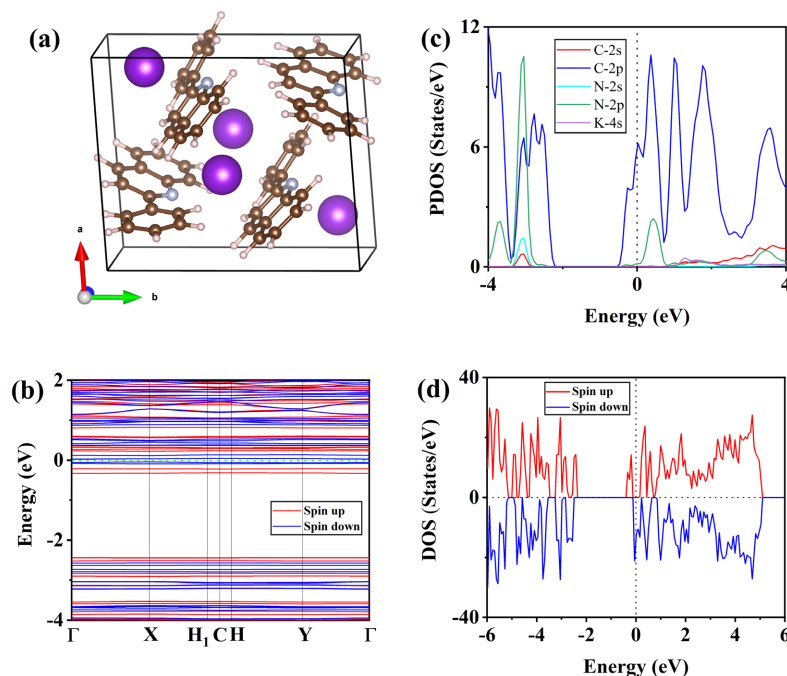 (a)
a
b
(c)
PDOS (States/eV)
12
6
0
C-2s
C-2p
N-2s
N-2p
K-4s
-4
0
4
Energy (eV)
(b)
Energy (eV)
2
0
-2
-4
Spin up
Spin down
Γ X H1 C H Y Γ
(d)
DOS (States/eV)
40
0
-40
Spin up
Spin down
-6 -4 -2 0 2 4 6
Energy (eV)